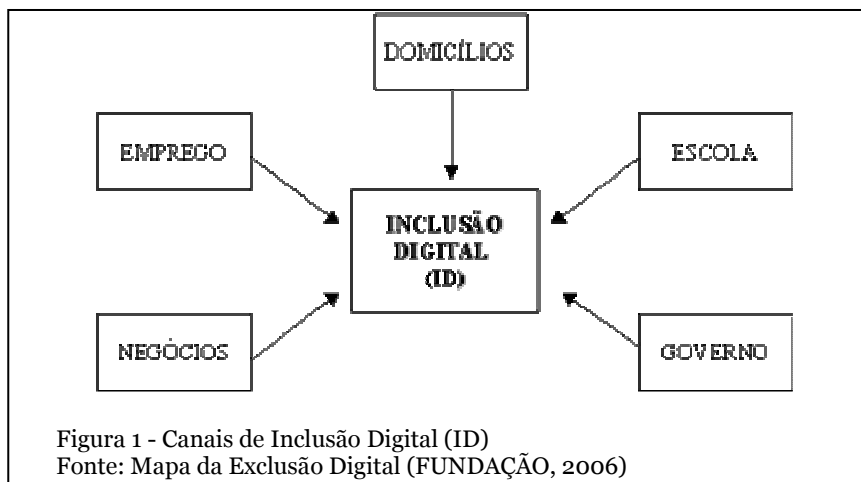 DOMICÍLIOS
EMPREGO
ESCOLA
INCLUSÃO
DIGITAL
(ID)
NEGÓCIOS
GOVERNO
Figura 1 - Canais de Inclusão Digital (ID)
Fonte: Mapa da Exclusão Digital (FUNDAÇÃO, 2006)